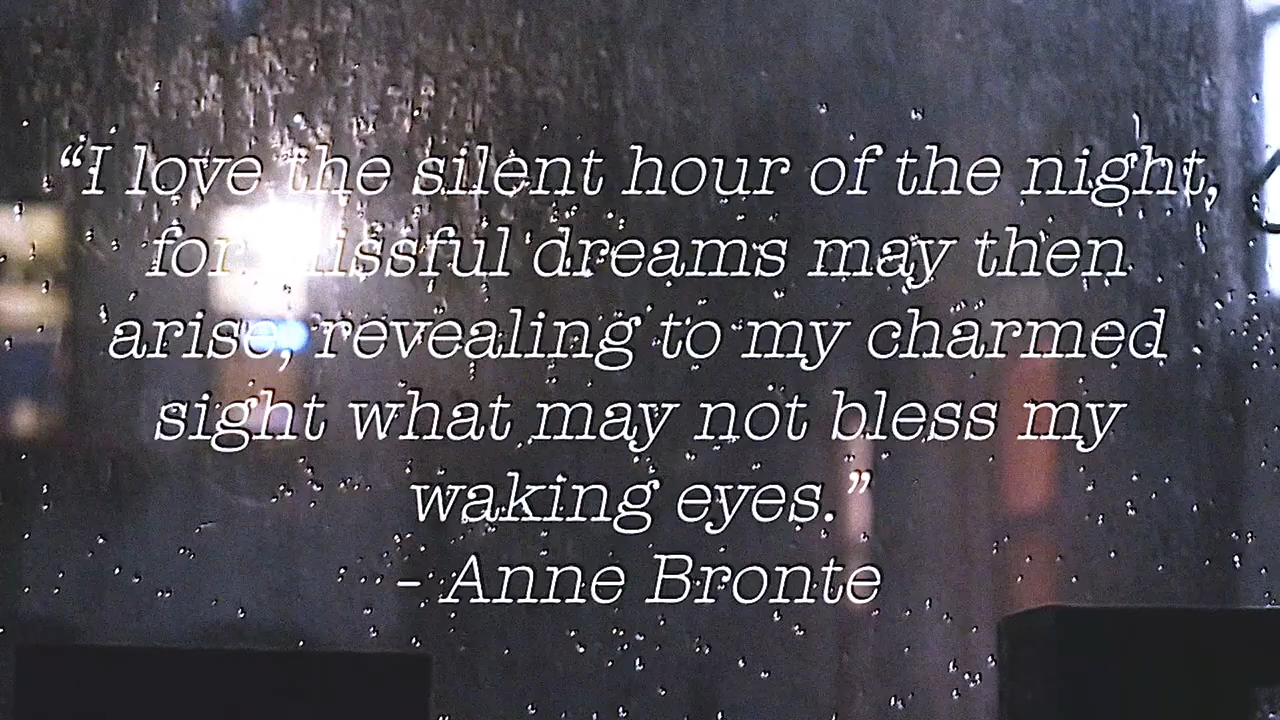 “I love the silent hour of the night,
for blissful dreams may then
arise, revealing to my charmed
sight what may not bless my
waking eyes.”
- Anne Bronte